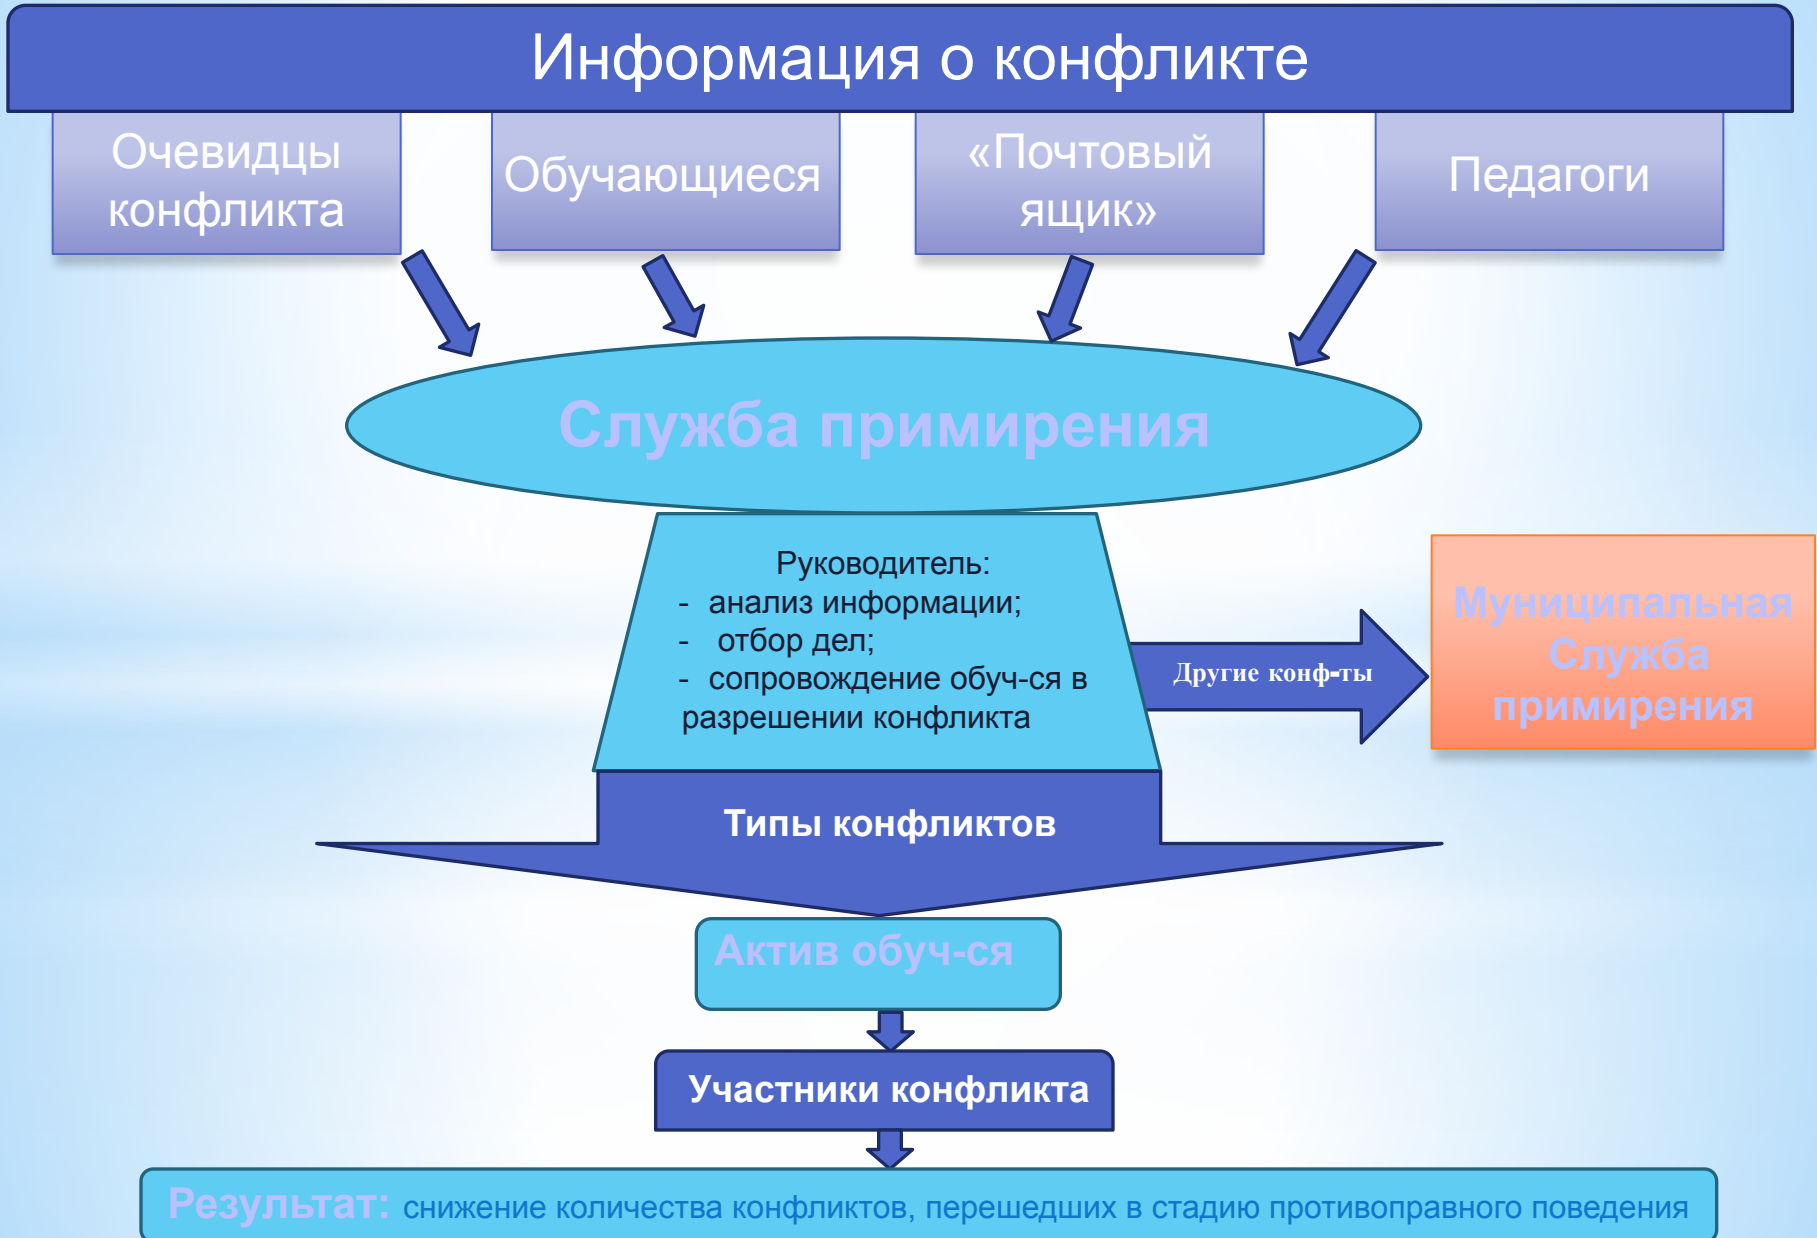 Информация о конфликте
Очевидцы
конфликта
Обучающиеся
«Почтовый
ящик»
Педагоги
Служба примирения
Руководитель:
- анализ информации;
- отбор дел;
- сопровождение обуч-ся в
разрешении конфликта
Другие конф-ты
Муниципальная
Служба
примирения
Типы конфликтов
Актив обуч-ся
Участники конфликта
Результат: снижение количества конфликтов, перешедших в стадию противоправного поведения